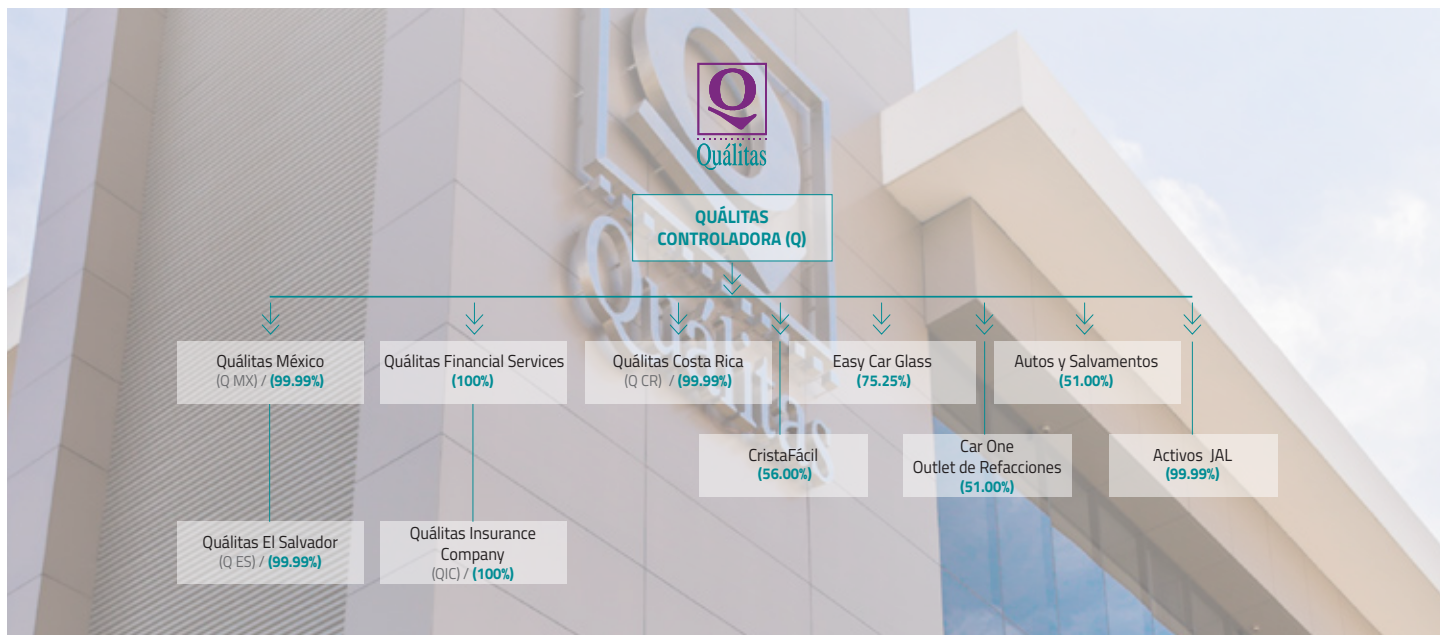 Q
Quálitas
QUÁLITAS
CONTROLADORA (Q)
Quálitas México
(Q MX) / (99.99%)
Quálitas Financial Services
(100%)
Quálitas Costa Rica
(Q CR) / (99.99%)
Easy Car Glass
(75.25%)
Autos y Salvamentos
(51.00%)
CristaFácil
(56.00%)
Car One
Outlet de Refacciones
(51.00%)
Activos JAL
(99.99%)
Quálitas El Salvador
(Q ES) / (99.99%)
Quálitas Insurance
Company
(QIC) / (100%)
Quálitas